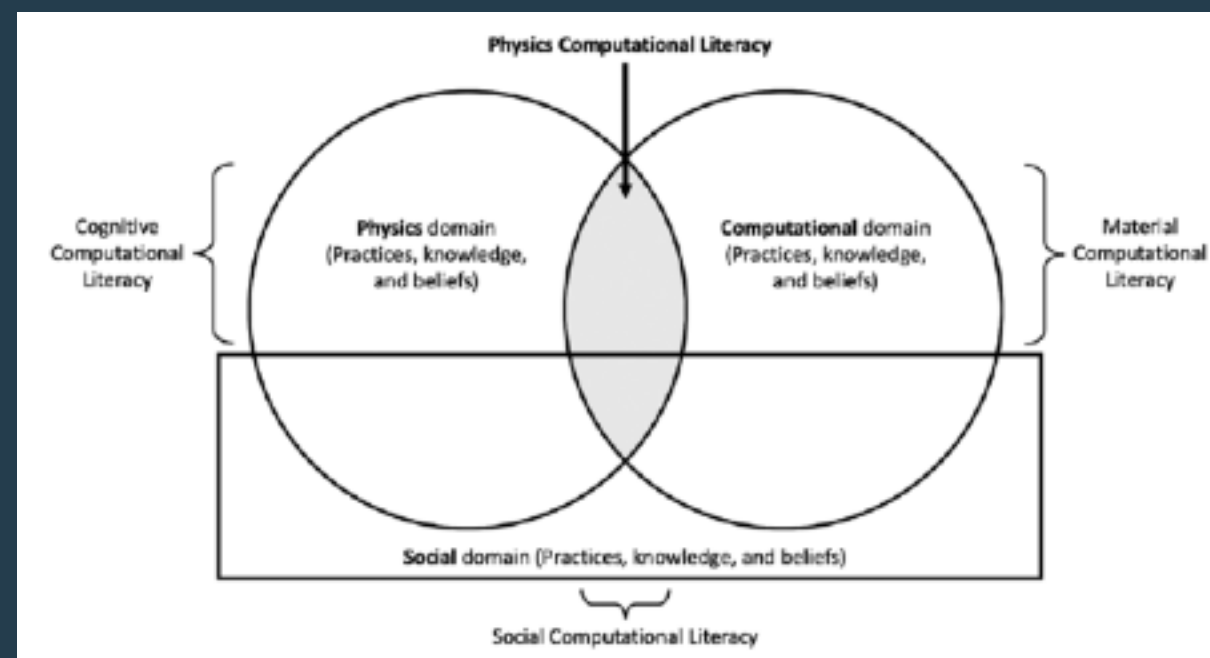 Physics Computational Literacy
Cognitive
Computational
Literacy
Physics domain
(Practices, knowledge,
and beliefs)
Computational domain
(Practices, knowledge,
and beliefs)
Material
Computational
Literacy
Social domain (Practices, knowledge, and beliefs)
Social Computational Literacy